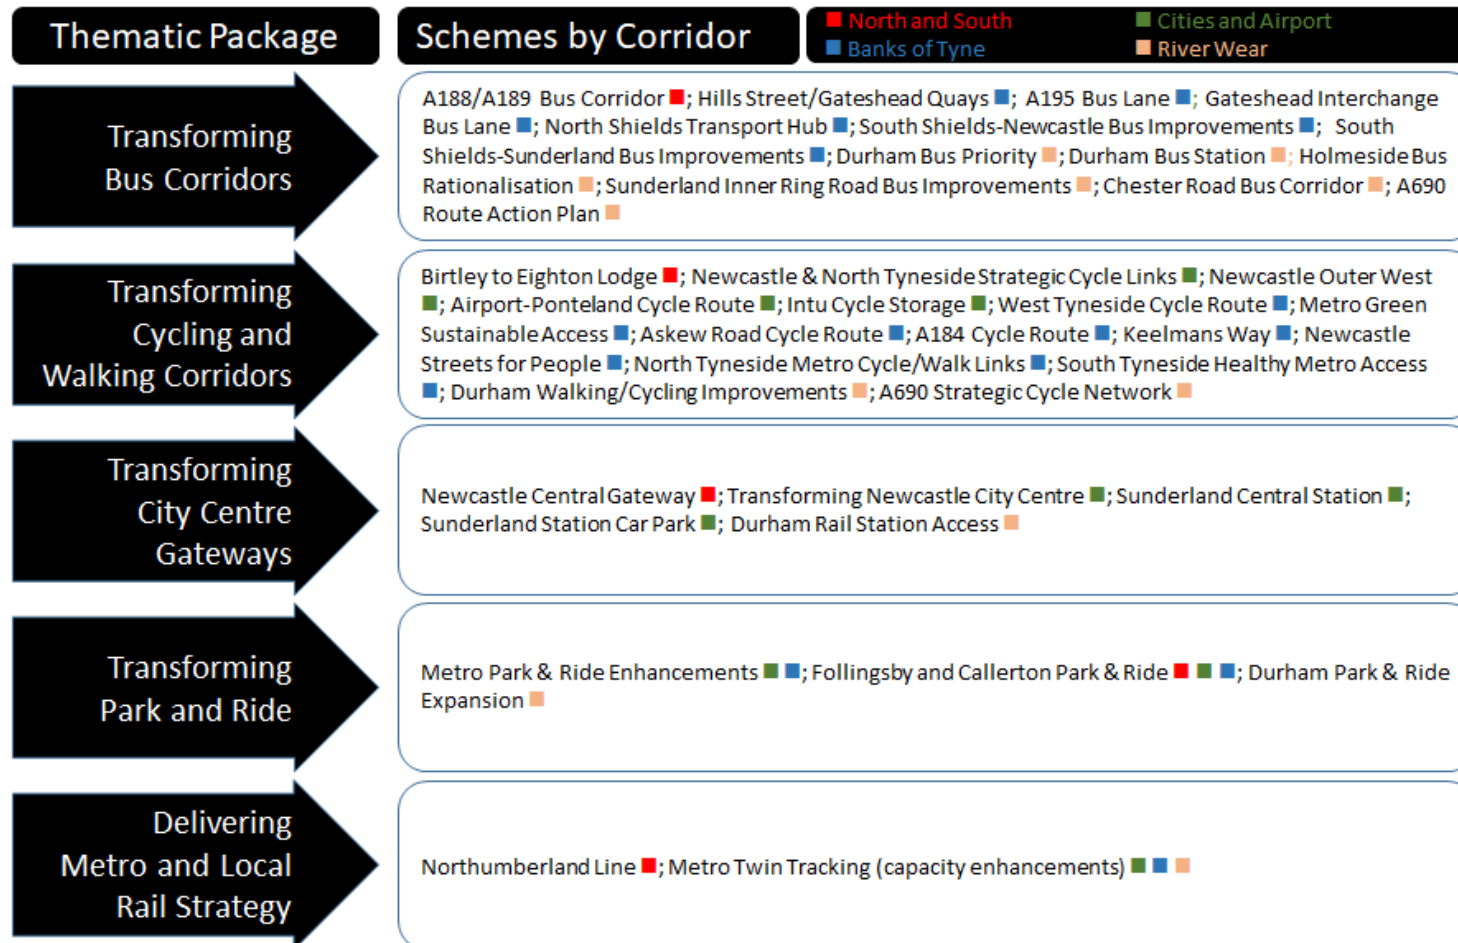 Thematic Package
Schemes by Corridor
■ North and South
■ Cities and Airport
■ Banks of Tyne
■ River Wear
Transforming
Bus Corridors
A188/A189 Bus Corridor ■; Hills Street/Gateshead Quays ■; A195 Bus Lane ■; Gateshead Interchange
Bus Lane ■; North Shields Transport Hub ■; South Shields-Newcastle Bus Improvements ■; South
Shields-Sunderland Bus Improvements ■; Durham Bus Priority ■; Durham Bus Station ■; Holmeside Bus
Rationalisation ■; Sunderland Inner Ring Road Bus Improvements ■; Chester Road Bus Corridor ■; A690
Route Action Plan ■
Transforming
Cycling and
Walking Corridors
Birtley to Eighton Lodge ■; Newcastle & North Tyneside Strategic Cycle Links ■; Newcastle Outer West
■; Airport-Ponteland Cycle Route ■; Intu Cycle Storage ■; West Tyneside Cycle Route ■; Metro Green
Sustainable Access ■; Askew Road Cycle Route ■; A184 Cycle Route ■; Keelmans Way ■; Newcastle
Streets for People ■; North Tyneside Metro Cycle/Walk Links ■; South Tyneside Healthy Metro Access
■; Durham Walking/Cycling Improvements ■; A690 Strategic Cycle Network ■
Transforming
City Centre
Gateways
Newcastle Central Gateway ■; Transforming Newcastle City Centre ■; Sunderland Central Station ■;
Sunderland Station Car Park ■; Durham Rail Station Access ■
Transforming
Park and Ride
Metro Park & Ride Enhancements ■ ■; Follingsby and Callerton Park & Ride ■ ■ ■; Durham Park & Ride
Expansion ■
Delivering
Metro and Local
Rail Strategy
Northumberland Line ■; Metro Twin Tracking (capacity enhancements) ■ ■ ■